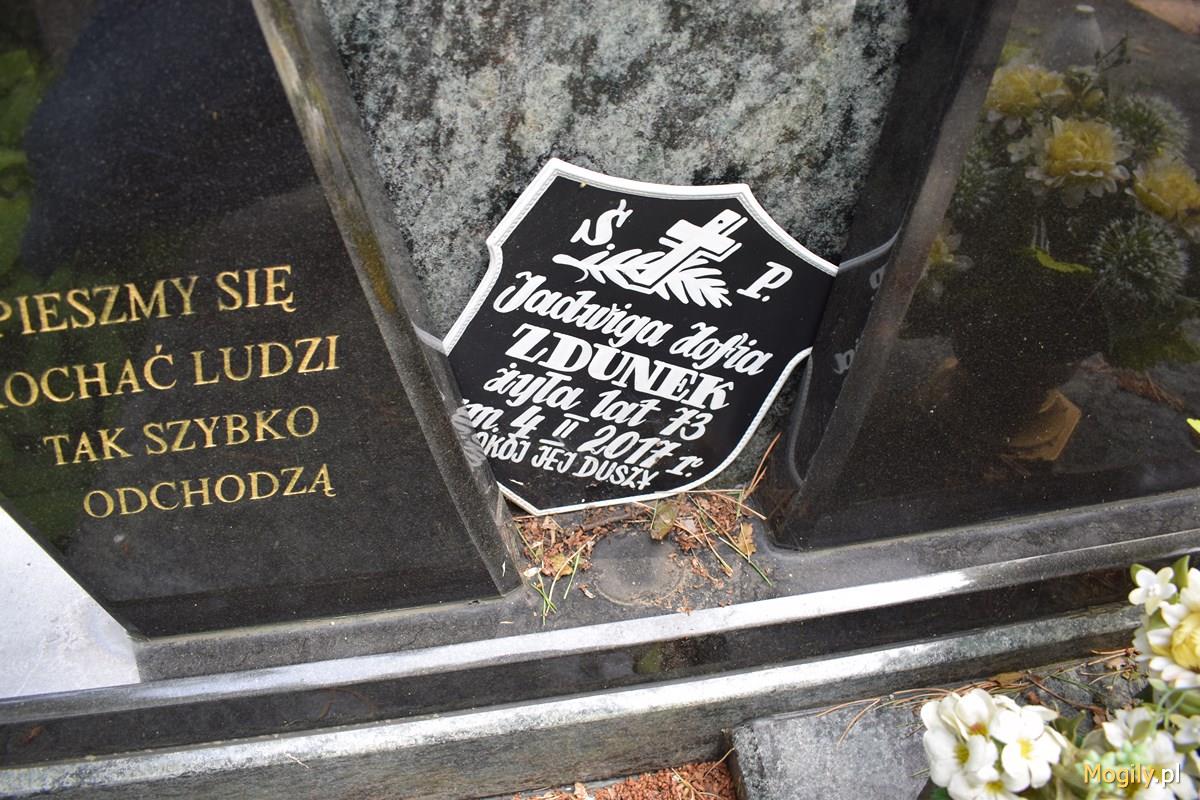 PIESZMY SIĘ
KOCHAĆ LUDZI
TAK SZYBKO
ODCHODZĄ
Ś. P.
Jadwiga Zofia
ZDUNEK
żyła lat 73
zm. 4 II 2017 r.
POKÓJ JEJ DUSZY
Mogily.pl